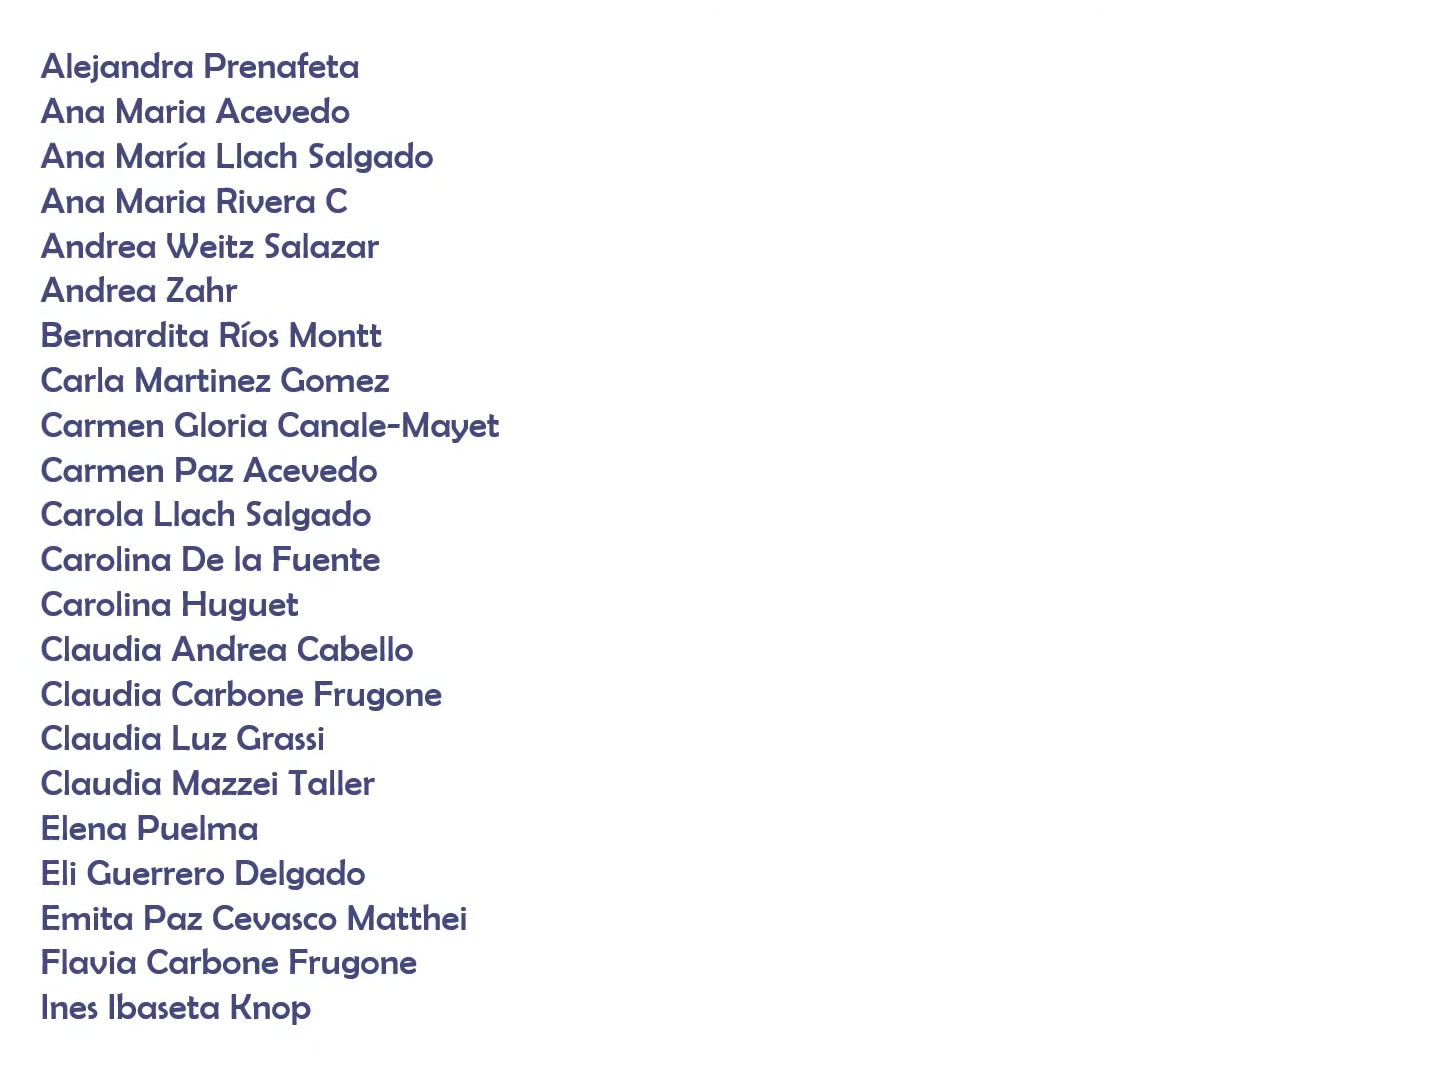 Alejandra Prenafeta
Ana Maria Acevedo
Ana María Llach Salgado
Ana Maria Rivera C
Andrea Weitz Salazar
Andrea Zahr
Bernardita Ríos Montt
Carla Martinez Gomez
Carmen Gloria Canale-Mayet
Carmen Paz Acevedo
Carola Llach Salgado
Carolina De la Fuente
Carolina Huguet
Claudia Andrea Cabello
Claudia Carbone Frugone
Claudia Luz Grassi
Claudia Mazzei Taller
Elena Puelma
Eli Guerrero Delgado
Emita Paz Cevasco Matthei
Flavia Carbone Frugone
Ines Ibaseta Knop